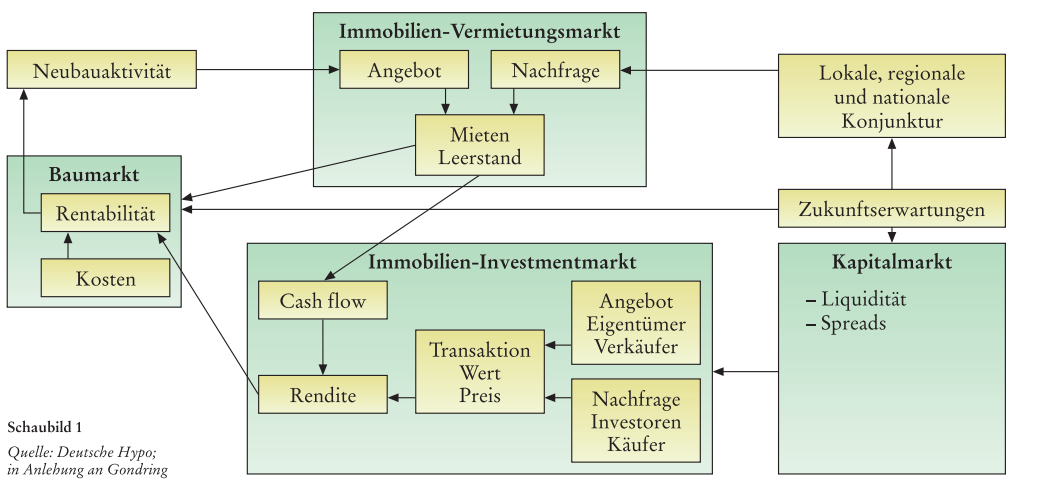 Immobilien-Vermietungsmarkt
Neubauaktivität
Angebot
Nachfrage
Lokale, regionale
und nationale
Konjunktur
Mieten
Leerstand
Baumarkt
Rentabilität
Kosten
Zukunftserwartungen
Immobilien-Investmentmarkt
Cash flow
Angebot
Eigentümer
Verkäufer
Transaktion
Wert
Preis
Rendite
Nachfrage
Investoren
Käufer
Kapitalmarkt
– Liquidität
– Spreads
Schaubild 1
Quelle: Deutsche Hypo;
in Anlehung an Gondring